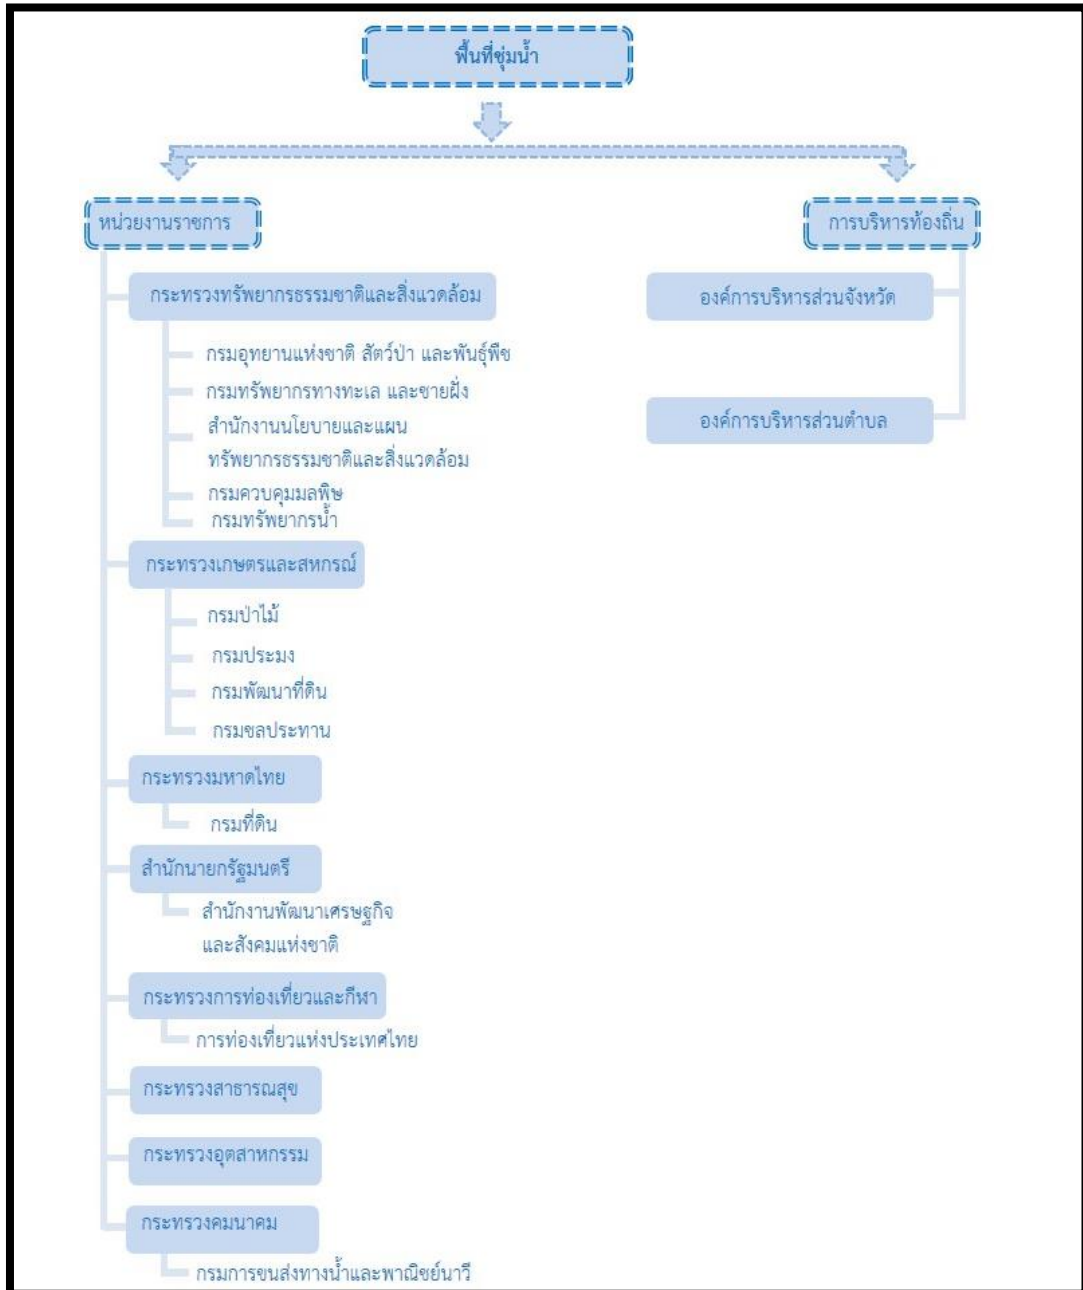 พื้นที่ชุ่มน้ำ
หน่วยงานราชการ
กระทรวงทรัพยากรธรรมชาติและสิ่งแวดล้อม
กรมอุทยานแห่งชาติ สัตว์ป่า และพันธุ์พืช
กรมทรัพยากรทางทะเล และชายฝั่ง
สำนักงานนโยบายและแผน
ทรัพยากรธรรมชาติและสิ่งแวดล้อม
กรมควบคุมมลพิษ
กรมทรัพยากรน้ำ
กระทรวงเกษตรและสหกรณ์
กรมป่าไม้
กรมประมง
กรมพัฒนาที่ดิน
กรมชลประทาน
กระทรวงมหาดไทย
กรมที่ดิน
สำนักนายกรัฐมนตรี
สำนักงานพัฒนาเศรษฐกิจ
และสังคมแห่งชาติ
กระทรวงการท่องเที่ยวและกีฬา
การท่องเที่ยวแห่งประเทศไทย
กระทรวงสาธารณสุข
กระทรวงอุตสาหกรรม
กระทรวงคมนาคม
กรมการขนส่งทางน้ำและพาณิชย์นาวี
การบริหารท้องถิ่น
องค์การบริหารส่วนจังหวัด
องค์การบริหารส่วนตำบล